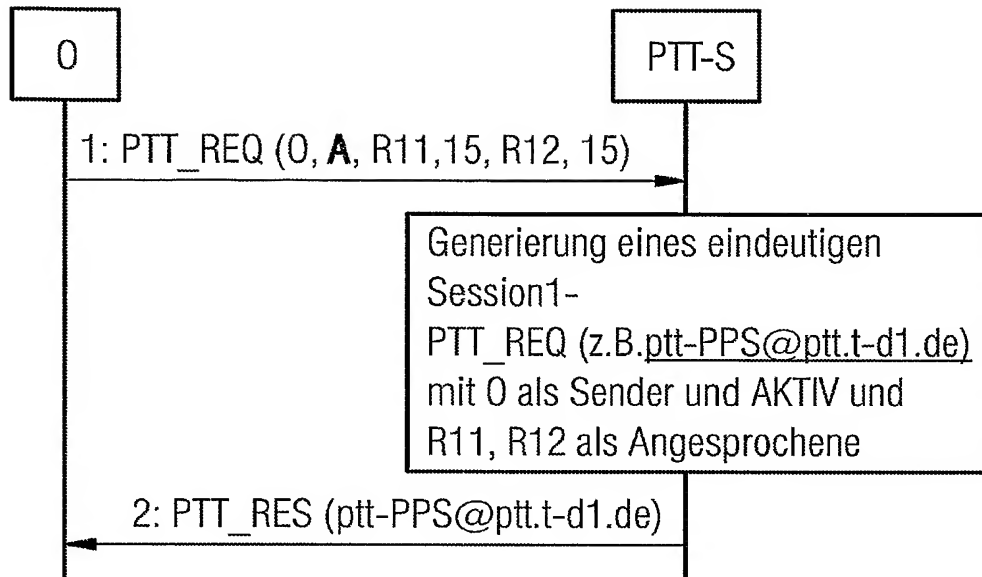 O
PTT-S
1: PTT_REQ (O, A, R11,15, R12, 15)
Generierung eines eindeutigen
Session1-
PTT_REQ (z.B.ptt-PPS@ptt.t-d1.de)
mit O als Sender und AKTIV und
R11, R12 als Angesprochene
2: PTT_RES (ptt-PPS@ptt.t-d1.de)